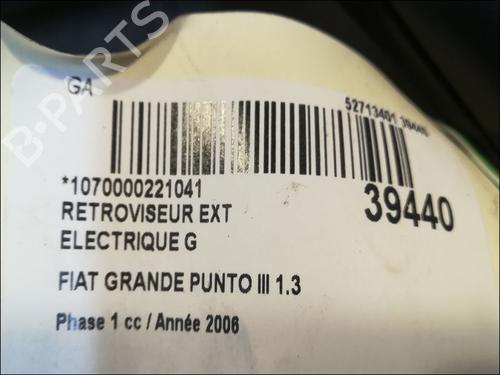 GA
52713401 39440
*1070000221041
RETROVISEUR EXT
39440
ELECTRIQUE G
FIAT GRANDE PUNTO III 1.3
Phase 1 cc / Année 2006
B-PARTS